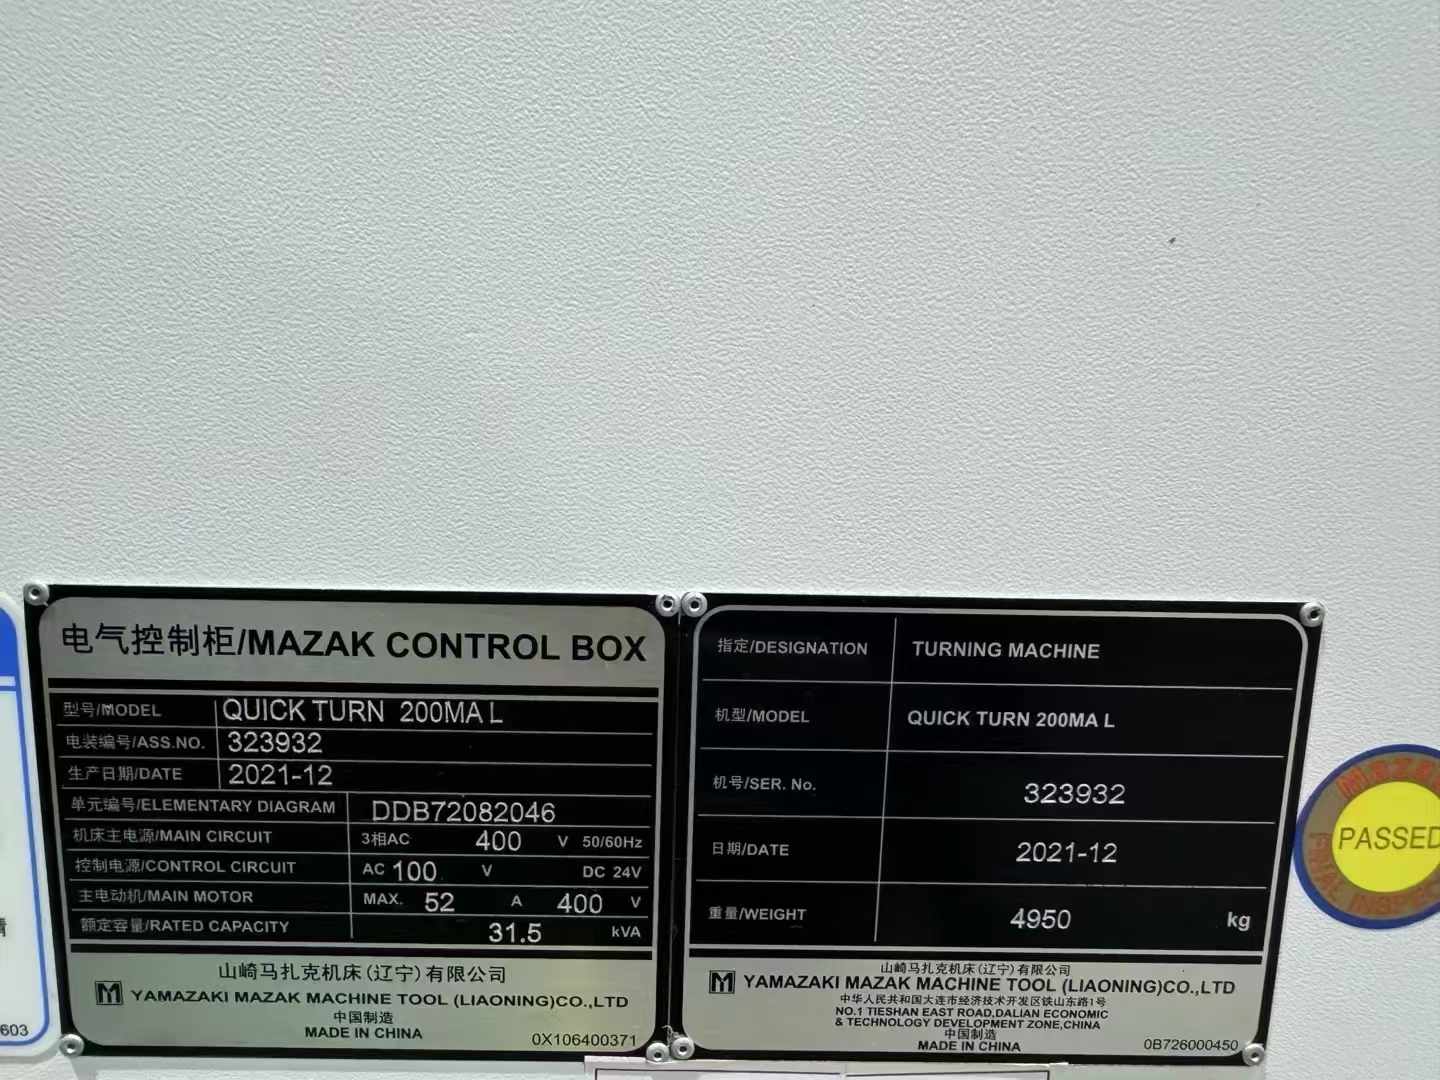 电气控制柜/MAZAK CONTROL BOX
型号/MODEL QUICK TURN 200MA L
电装编号/ASS.NO. 323932
生产日期/DATE 2021-12
单元编号/ELEMENTARY DIAGRAM DDB72082046
机床主电源/MAIN CIRCUIT 3相AC 400 V 50/60Hz
控制电源/CONTROL CIRCUIT AC 100 V DC 24V
主电动机/MAIN MOTOR MAX. 52 A 400 V
额定容量/RATED CAPACITY 31.5 kVA
山崎马扎克机床(辽宁)有限公司
YAMAZAKI MAZAK MACHINE TOOL (LIAONING)CO.,LTD
中国制造
MADE IN CHINA
0X106400371
指定/DESIGNATION TURNING MACHINE
机型/MODEL QUICK TURN 200MA L
机号/SER. No. 323932
日期/DATE 2021-12
重量/WEIGHT 4950 kg
山崎马扎克机床(辽宁)有限公司
YAMAZAKI MAZAK MACHINE TOOL (LIAONING)CO.,LTD
中华人民共和国大连市经济技术开发区铁山东路1号
NO.1 TIESHAN EAST ROAD,DALIAN ECONOMIC
& TECHNOLOGY DEVELOPMENT ZONE,CHINA
中国制造
MADE IN CHINA
0B726000450
PASSED
603